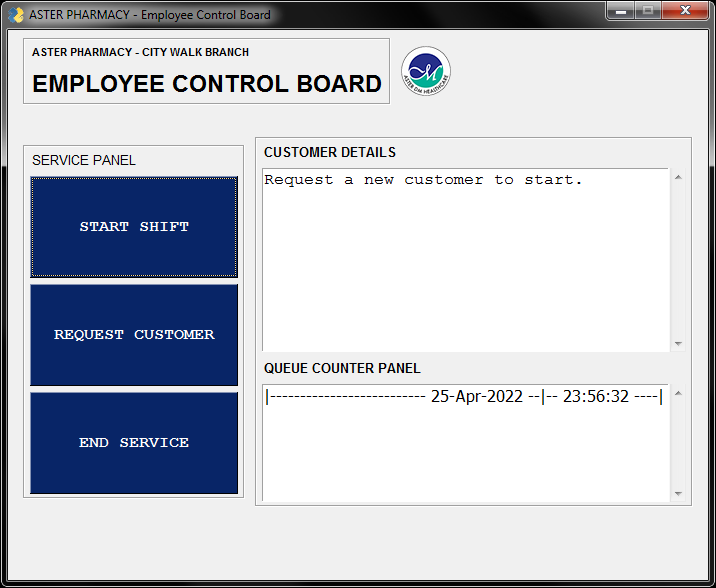 ASTER PHARMACY - Employee Control Board
ASTER PHARMACY - CITY WALK BRANCH
EMPLOYEE CONTROL BOARD
ASTER DM HEALTHCARE
SERVICE PANEL
START SHIFT
REQUEST CUSTOMER
END SERVICE
CUSTOMER DETAILS
Request a new customer to start.
QUEUE COUNTER PANEL
|-------------------------- 25-Apr-2022 --|-- 23:56:32 ----|